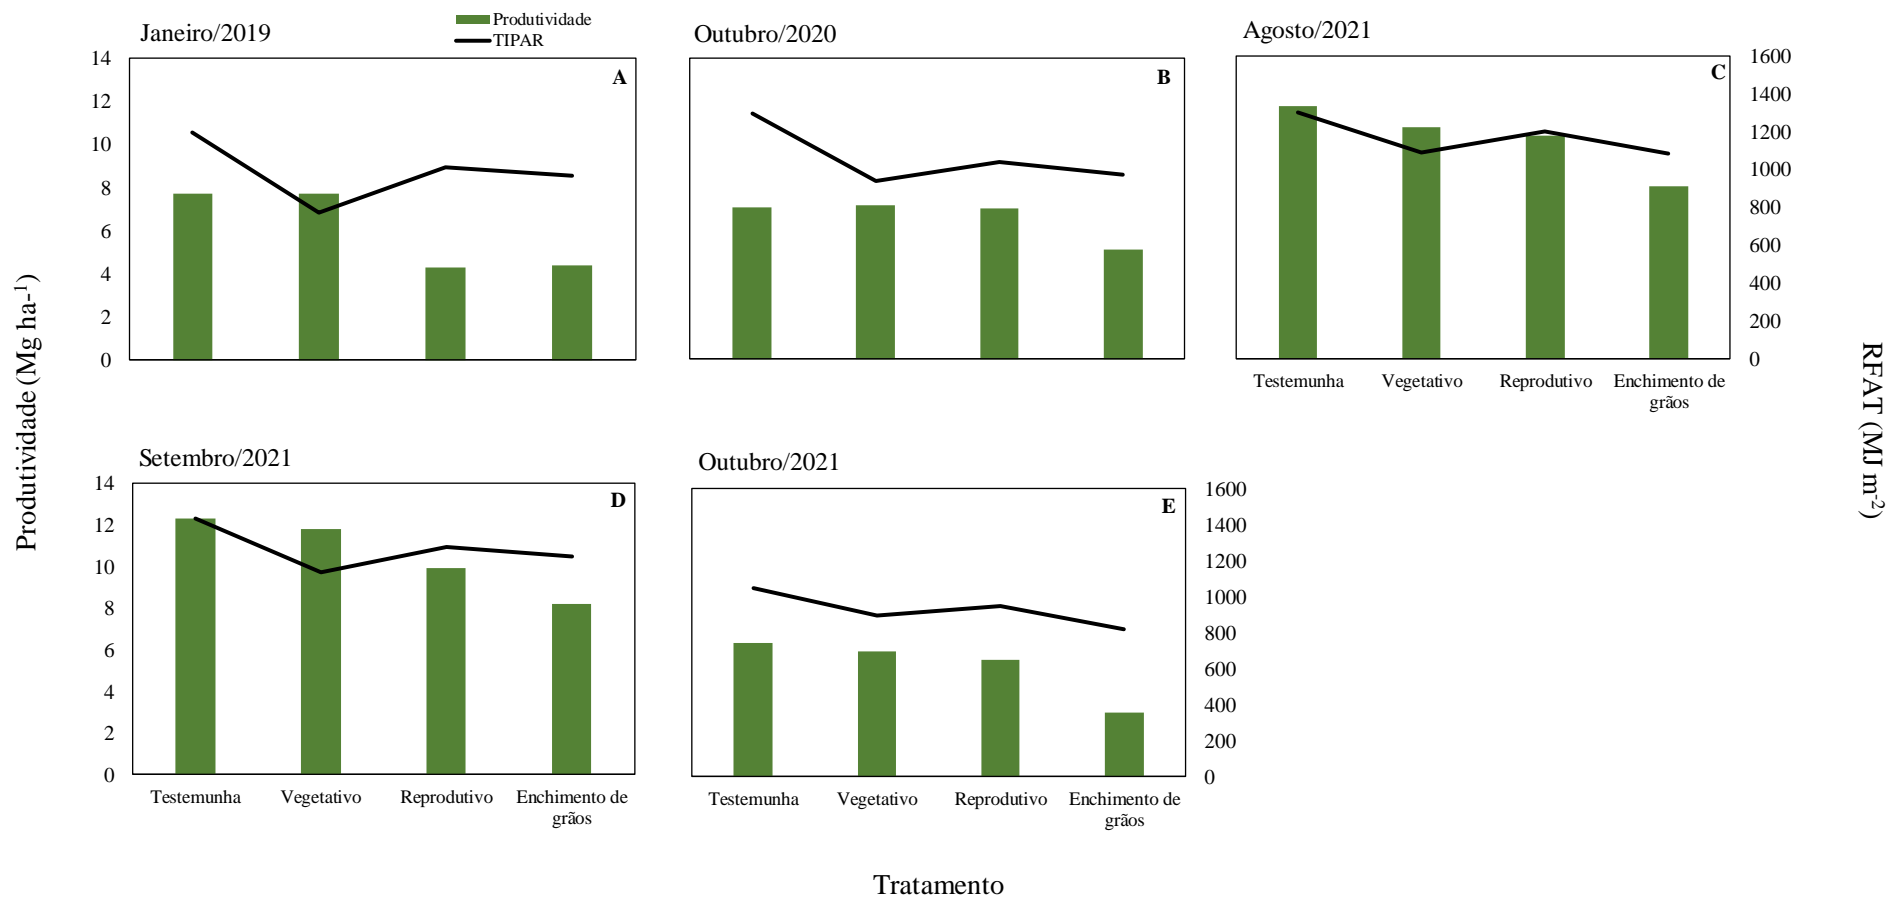 Produtividade
TIPAR
Janeiro/2019
Outubro/2020
Agosto/2021
A
B
C
14
12
10
8
6
4
2
0
1600
1400
1200
1000
800
600
400
200
0
Testemunha
Vegetativo
Reprodutivo
Enchimento de
grãos
Produtividade (Mg ha-¹)
RFAT (MJ m⁻²)
Setembro/2021
Outubro/2021
D
E
14
12
10
8
6
4
2
0
1600
1400
1200
1000
800
600
400
200
0
Testemunha
Vegetativo
Reprodutivo
Enchimento de
grãos
Testemunha
Vegetativo
Reprodutivo
Enchimento de
grãos
Tratamento